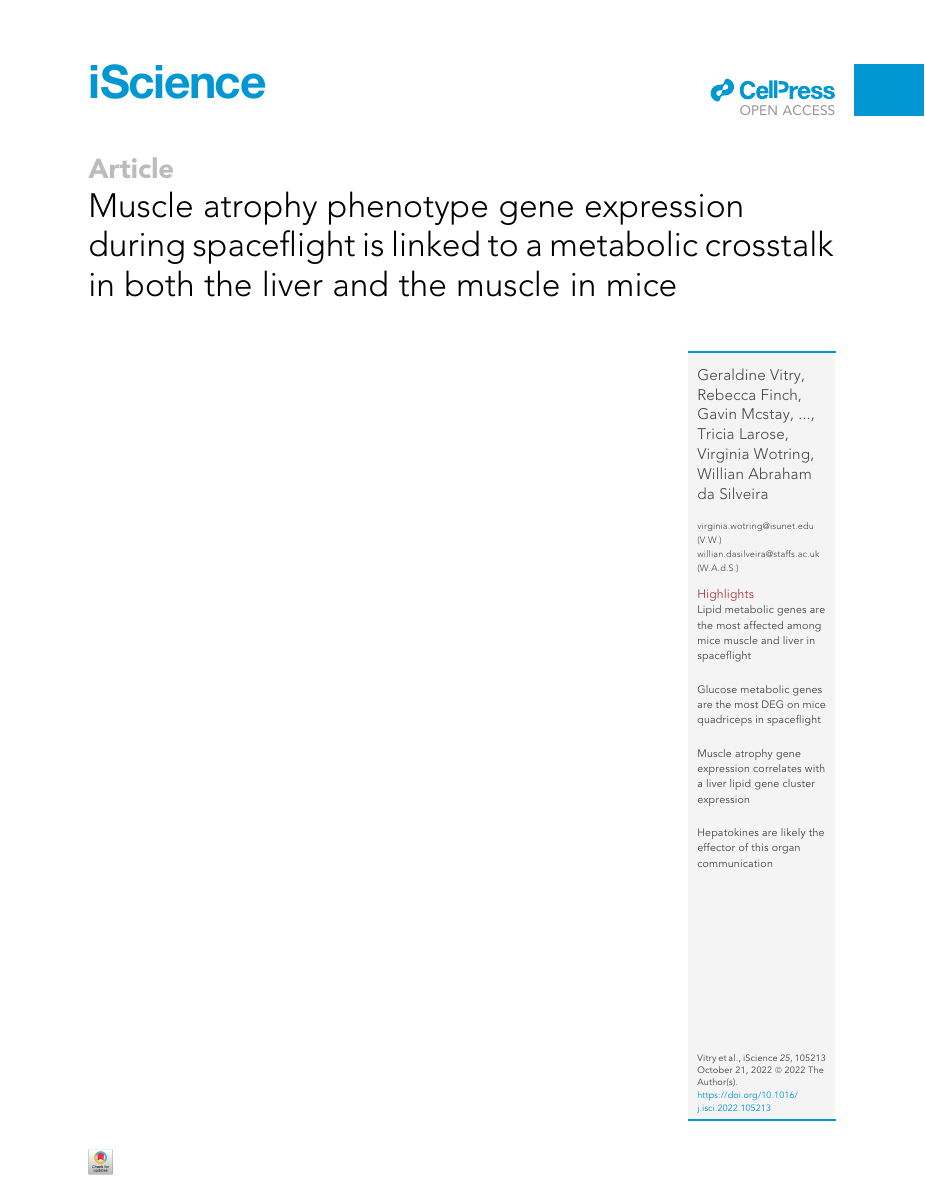 iScience
CellPress
OPEN ACCESS
Article
Muscle atrophy phenotype gene expression
during spaceflight is linked to a metabolic crosstalk
in both the liver and the muscle in mice
Geraldine Vitry,
Rebecca Finch,
Gavin Mcstay, ...,
Tricia Larose,
Virginia Wotring,
Willian Abraham
da Silveira
virginia.wotring@isunet.edu
(V.W.)
willian.dasilveira@staffs.ac.uk
(W.A.d.S.)
Highlights
Lipid metabolic genes are
the most affected among
mice muscle and liver in
spaceflight
Glucose metabolic genes
are the most DEG on mice
quadriceps in spaceflight
Muscle atrophy gene
expression correlates with
a liver lipid gene cluster
expression
Hepatokines are likely the
effector of this organ
communication
Vitry et al., iScience 25, 105213
October 21, 2022 © 2022 The
Author(s).
https://doi.org/10.1016/
j.isci.2022.105213
Check for
updates